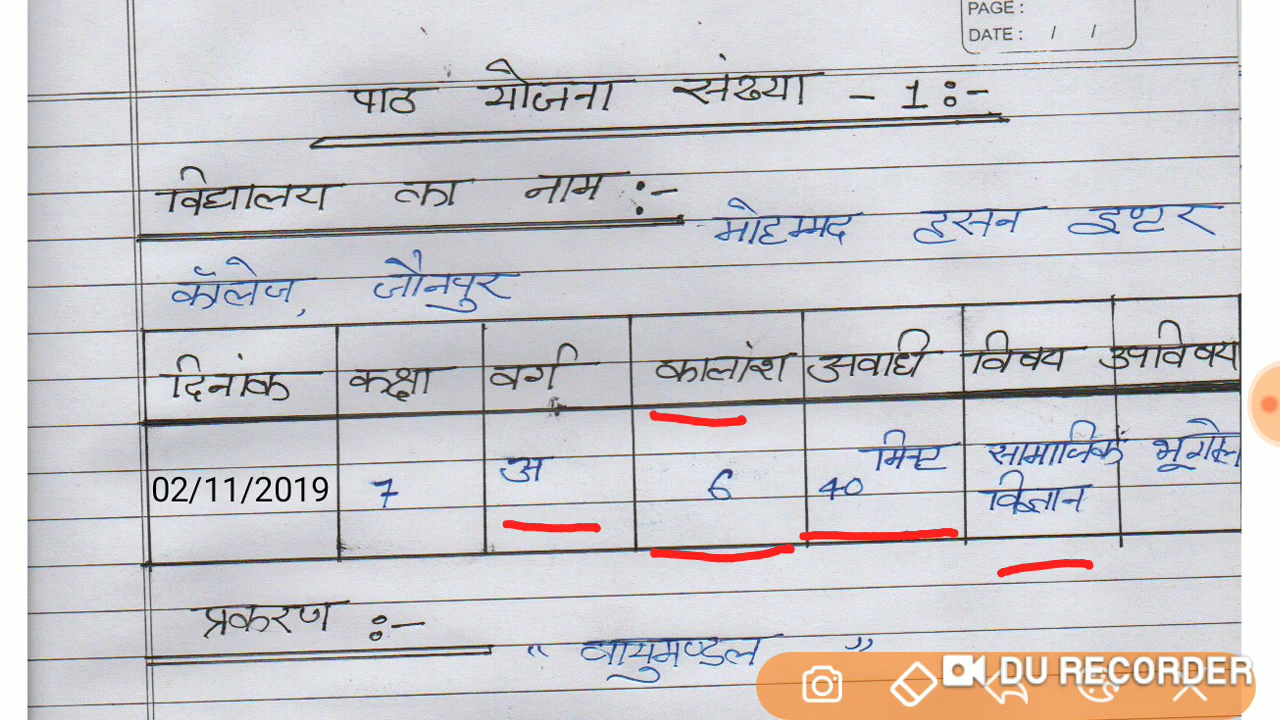 PAGE :
DATE : / /
पाठ योजना संख्या - 1 :-
विद्यालय का नाम :- मोहम्मद हसन इण्टर
कॉलेज, जौनपुर
दिनांक कक्षा वर्ग कालांश अवधि विषय उपविषय
02/11/2019 7 अ 6 40 मिनट सामाजिक विज्ञान भूगोल
प्रकरण :- “ वायुमण्डल ”
DU RECORDER